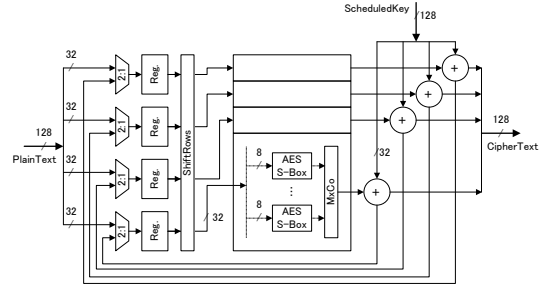 ScheduledKey
128
32
2:1
Reg.
+
32
2:1
Reg.
+
128
PlainText
ShiftRows
+
128
CipherText
32
2:1
Reg.
8
AES
S-Box
32
⋮
MxCo
+
32
2:1
Reg.
32
8
AES
S-Box